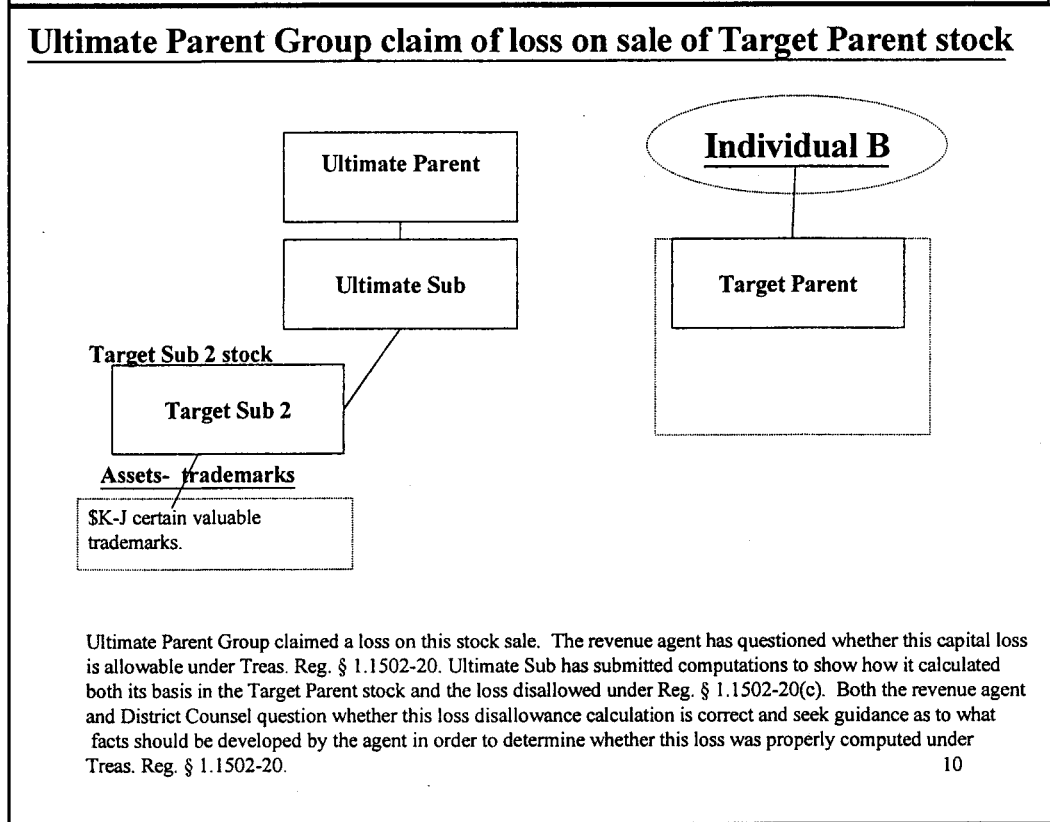 Ultimate Parent Group claim of loss on sale of Target Parent stock
Ultimate Parent
Individual B
Ultimate Sub
Target Parent
Target Sub 2 stock
Target Sub 2
Assets- trademarks
$K-J certain valuable
trademarks.
Ultimate Parent Group claimed a loss on this stock sale. The revenue agent has questioned whether this capital loss
is allowable under Treas. Reg. § 1.1502-20. Ultimate Sub has submitted computations to show how it calculated
both its basis in the Target Parent stock and the loss disallowed under Reg. § 1.1502-20(c). Both the revenue agent
and District Counsel question whether this loss disallowance calculation is correct and seek guidance as to what
facts should be developed by the agent in order to determine whether this loss was properly computed under
Treas. Reg. § 1.1502-20.
10